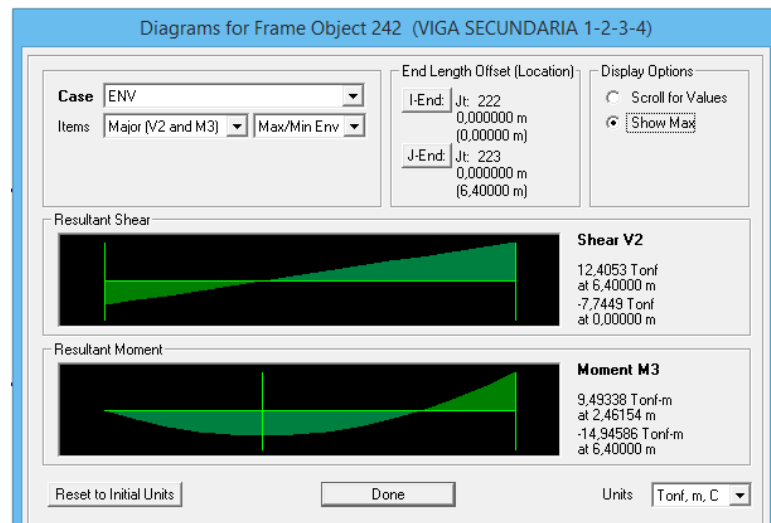 Diagrams for Frame Object 242 (VIGA SECUNDARIA 1-2-3-4)
Case ENV
Items Major (V2 and M3) Max/Min Env
End Length Offset (Location)
I-End: Jt: 222
0,000000 m
(0,00000 m)
J-End: Jt: 223
0,000000 m
(6,40000 m)
Display Options
Scroll for Values
Show Max
Resultant Shear
Shear V2
12,4053 Tonf
at 6,40000 m
-7,7449 Tonf
at 0,00000 m
Resultant Moment
Moment M3
9,49338 Tonf-m
at 2,46154 m
-14,94586 Tonf-m
at 6,40000 m
Reset to Initial Units Done Units Tonf, m, C